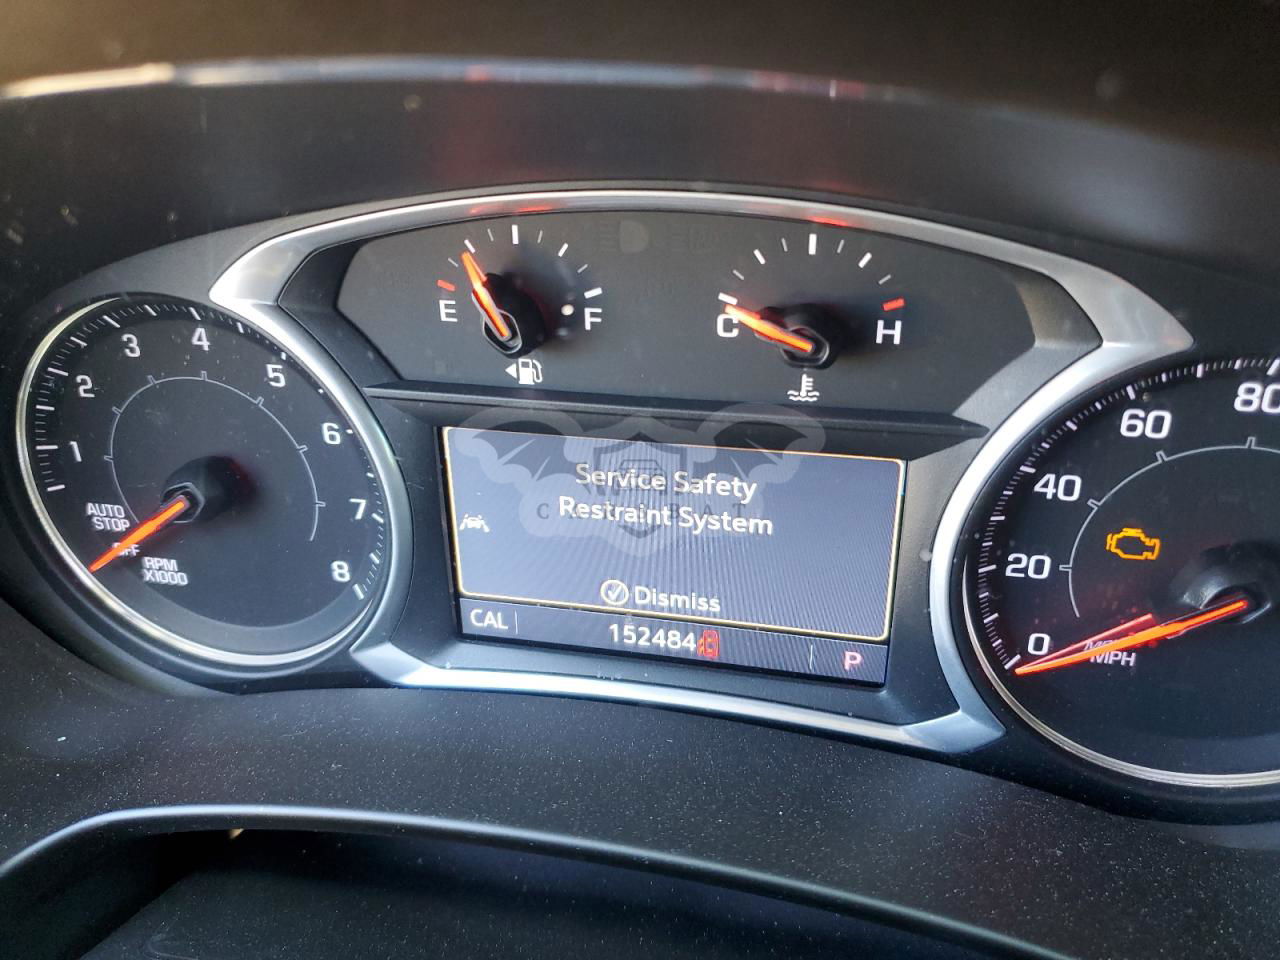 E
F
C
H
1
2
3
4
5
6
7
8
AUTO
STOP
OFF
RPM
X1000
Service Safety
Restraint System
Dismiss
CAL
152484
P
0
20
40
60
80
MPH